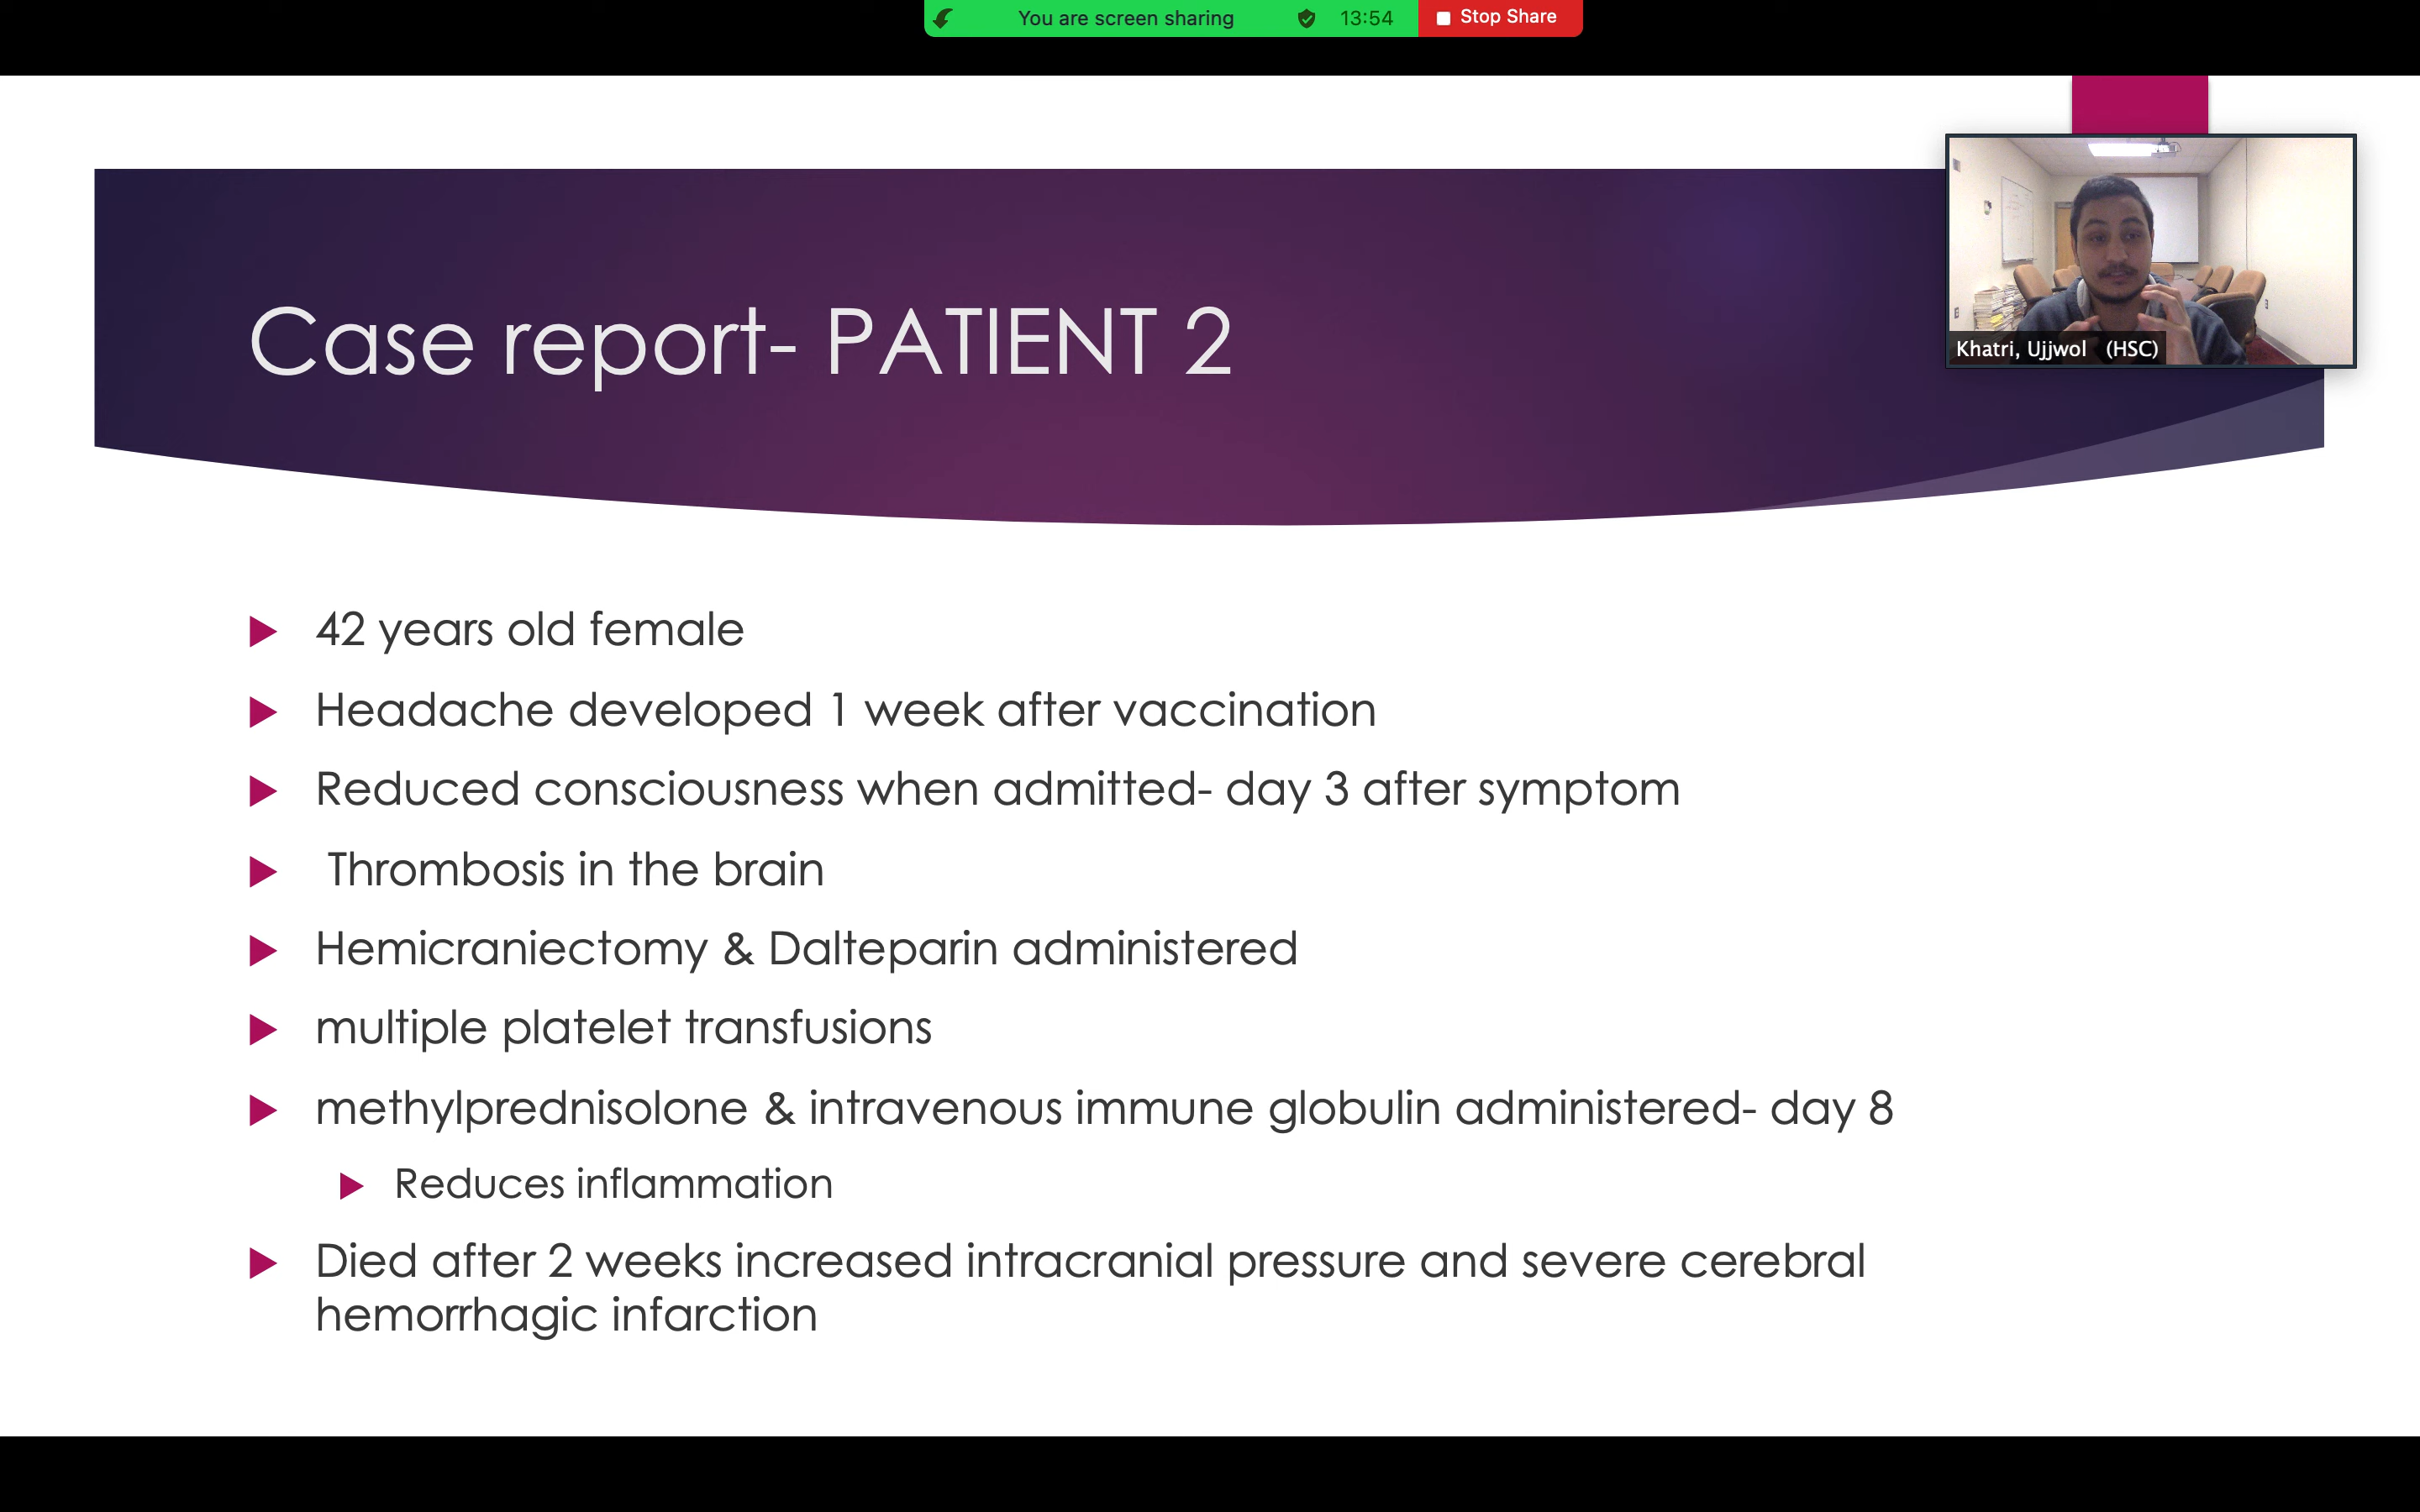 You are screen sharing 13:54 Stop Share
Khatri, Ujjwol (HSC)
Case report- PATIENT 2
42 years old female
Headache developed 1 week after vaccination
Reduced consciousness when admitted- day 3 after symptom
Thrombosis in the brain
Hemicraniectomy & Dalteparin administered
multiple platelet transfusions
methylprednisolone & intravenous immune globulin administered- day 8
Reduces inflammation
Died after 2 weeks increased intracranial pressure and severe cerebral
hemorrhagic infarction